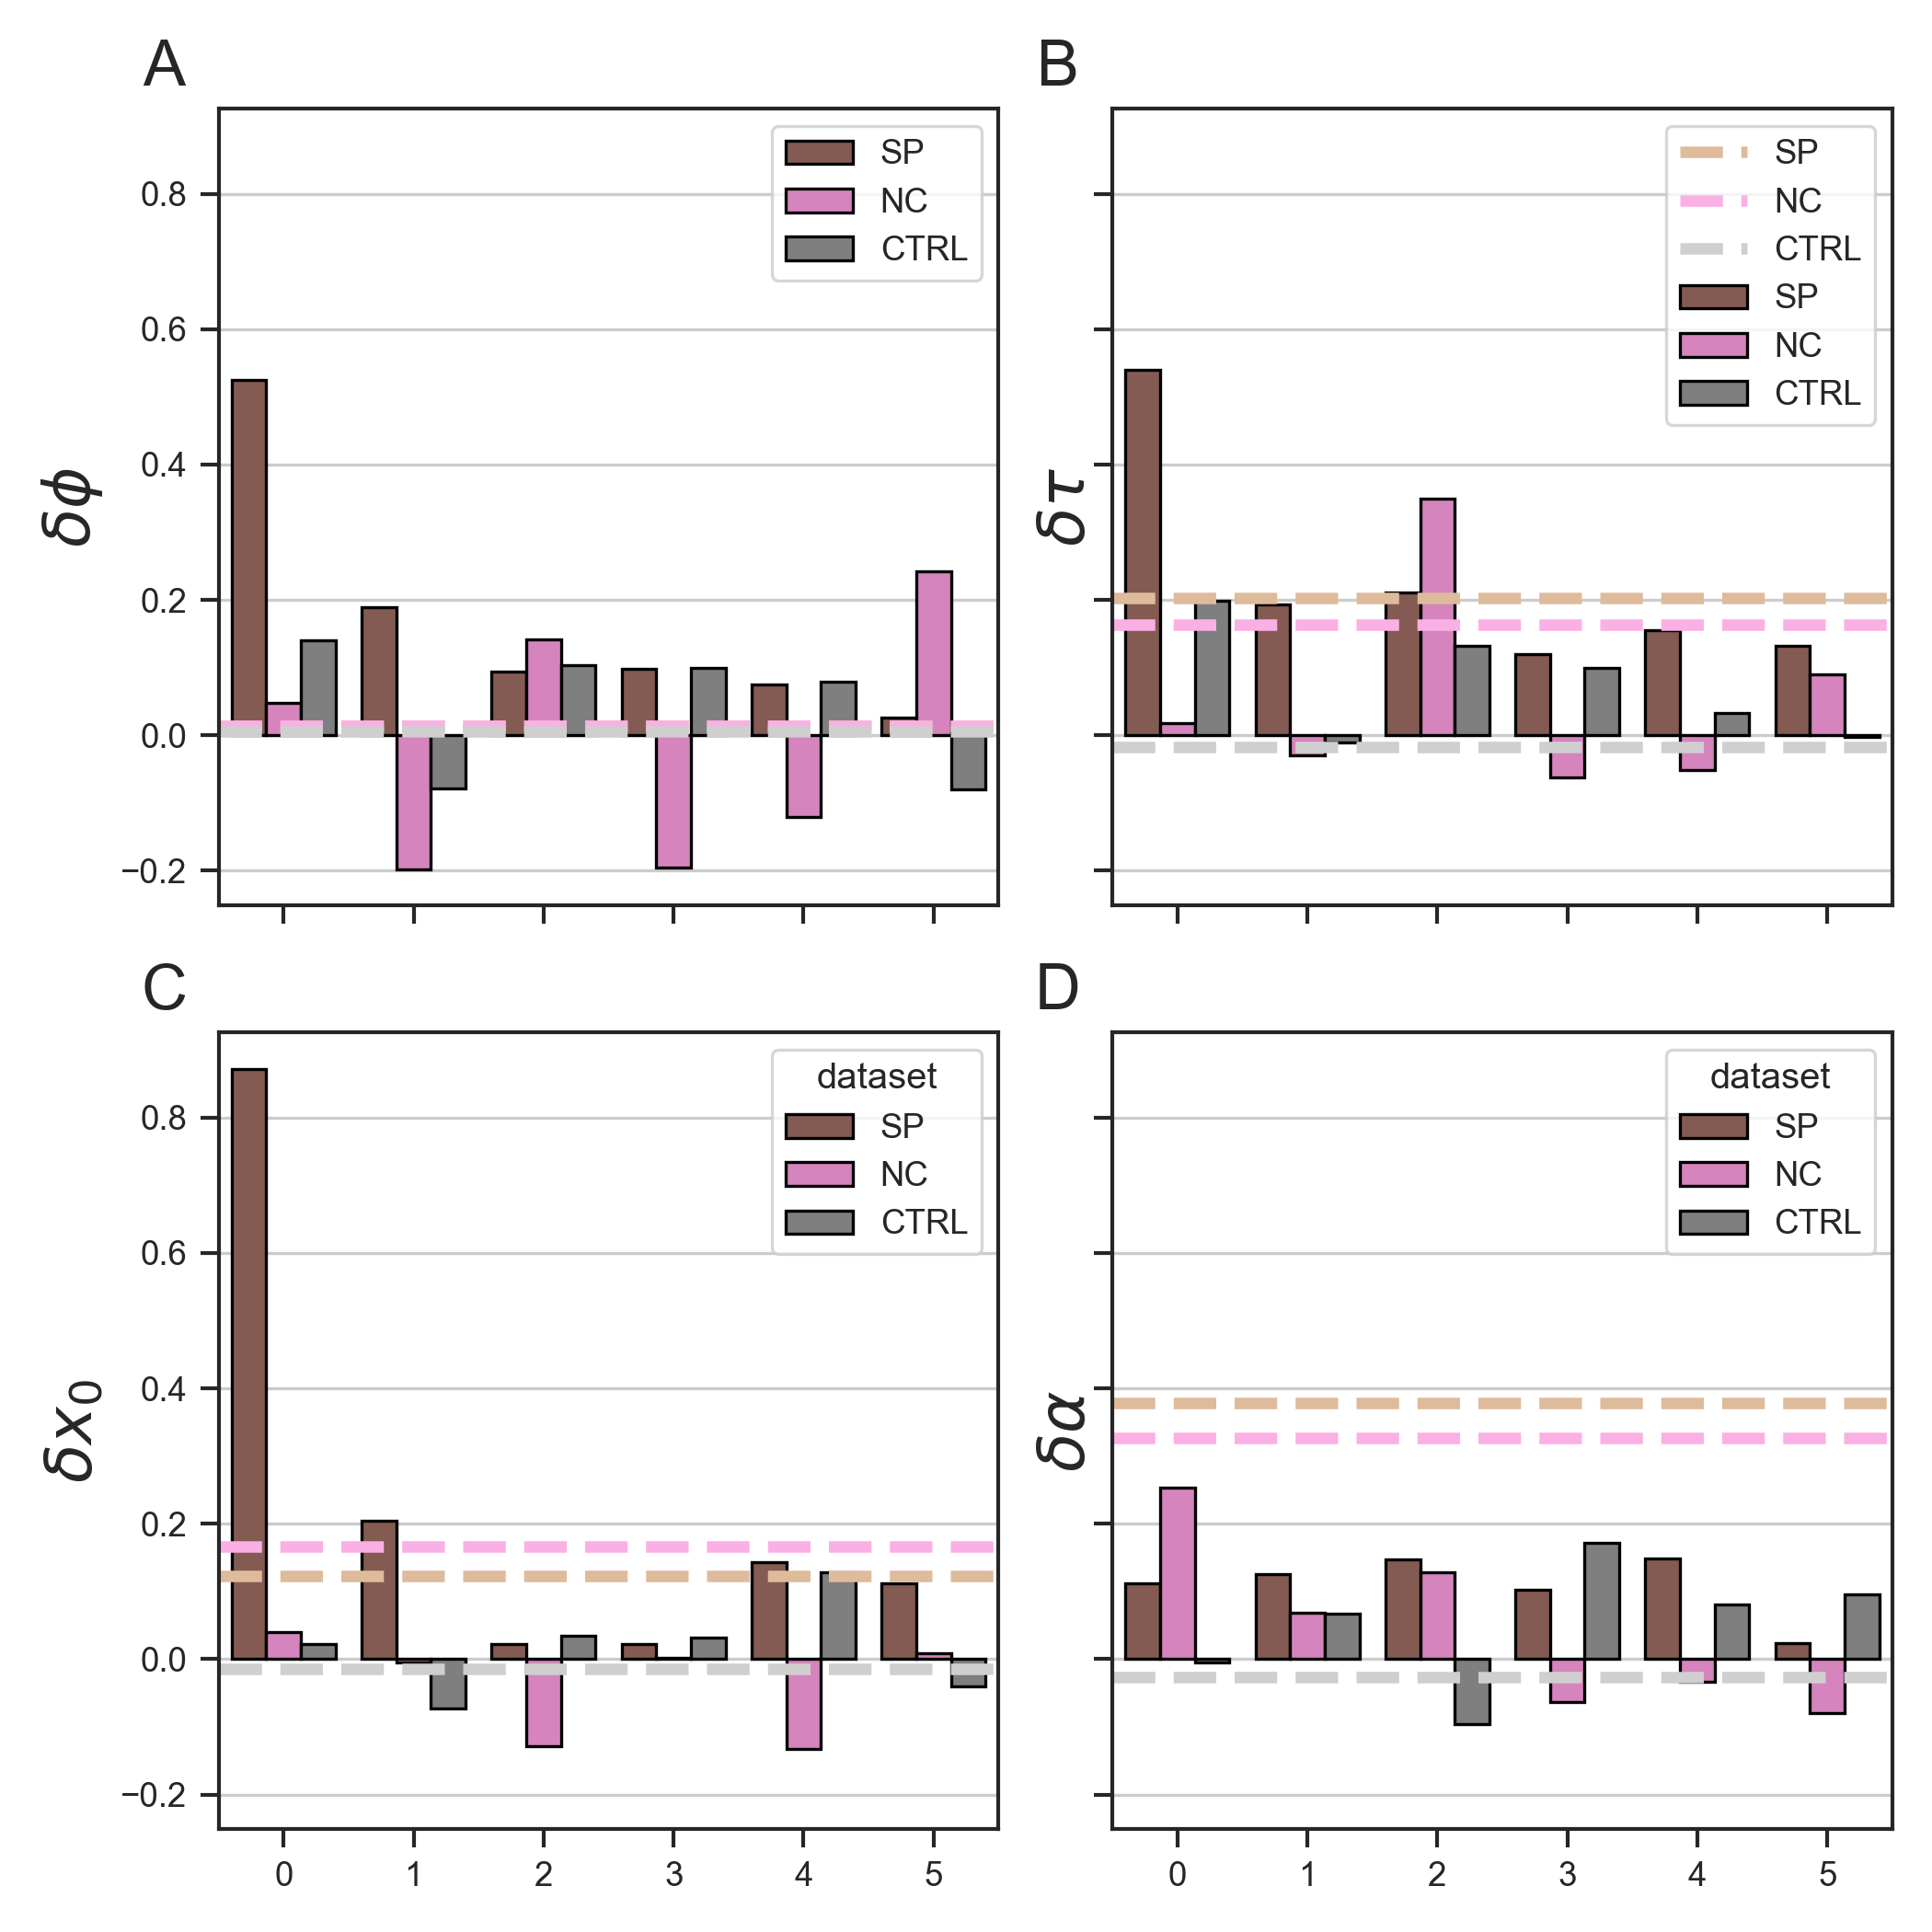 A
SP
NC
CTRL
0.8
0.6
0.4
0.2
0.0
−0.2
δϕ
B
SP
NC
CTRL
SP
NC
CTRL
δτ
C
dataset
SP
NC
CTRL
0.8
0.6
0.4
0.2
0.0
−0.2
δx₀
0 1 2 3 4 5
D
dataset
SP
NC
CTRL
δα
0 1 2 3 4 5